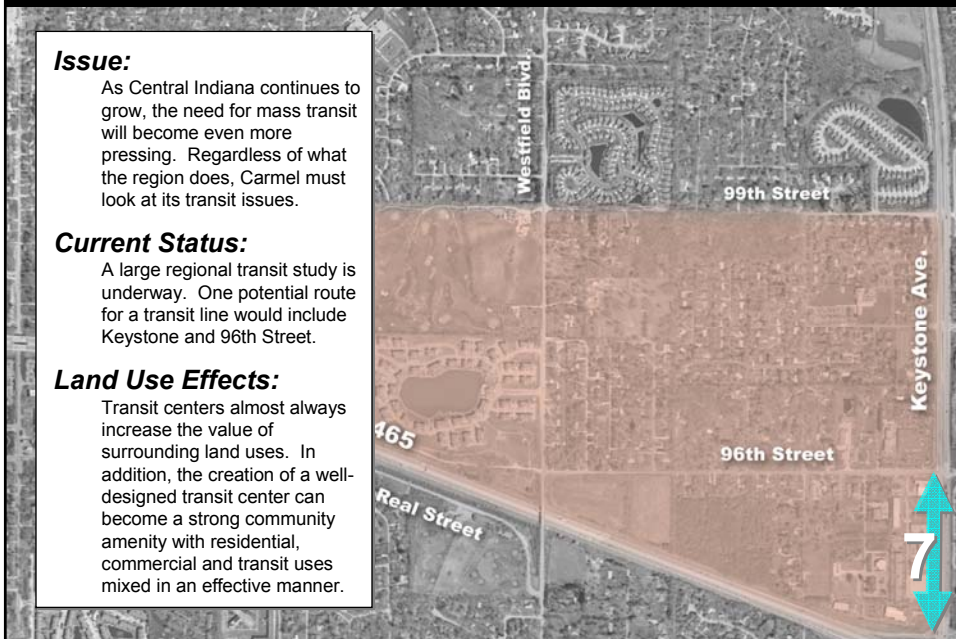 Issue:
As Central Indiana continues to
grow, the need for mass transit
will become even more
pressing. Regardless of what
the region does, Carmel must
look at its transit issues.
Current Status:
A large regional transit study is
underway. One potential route
for a transit line would include
Keystone and 96th Street.
Land Use Effects:
Transit centers almost always
increase the value of
surrounding land uses. In
addition, the creation of a well-
designed transit center can
become a strong community
amenity with residential,
commercial and transit uses
mixed in an effective manner.
Westfield Blvd.
99th Street
Keystone Ave.
465
96th Street
Real Street
7